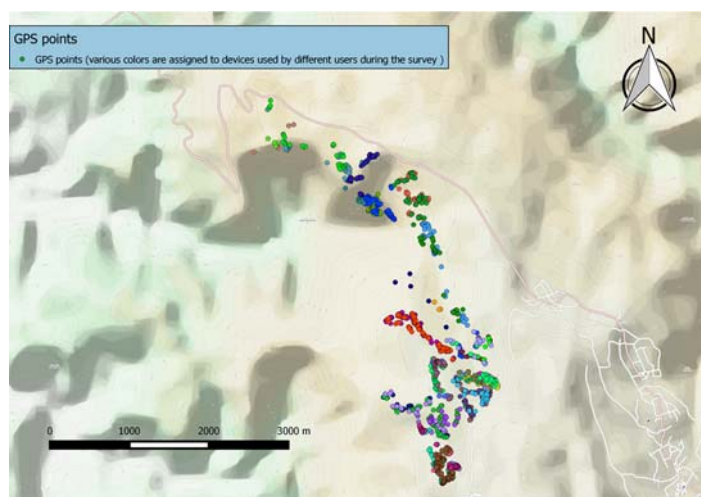 GPS points
GPS points (various colors are assigned to devices used by different users during the survey )
N
0 1000 2000 3000 m